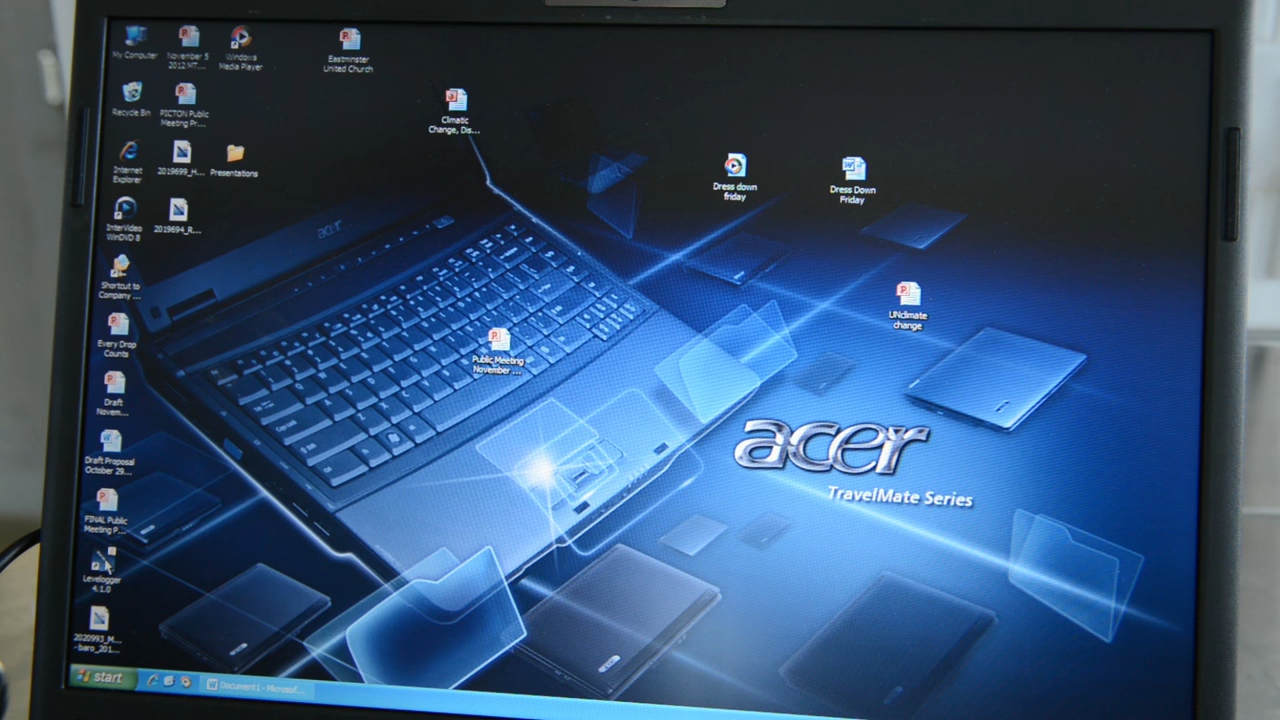 My Computer
November 5
2012 MT...
Windows
Media Player
Eastminster
United Church
Recycle Bin
PICTON Public
Meeting Pr...
Climatic
Change, Dis...
Internet
Explorer
2019699_H...
Presentations
Dress down
friday
Dress Down
Friday
InterVideo
WinDVD 8
2019694_R...
acer
Shortcut to
Company ...
UNclimate
change
Every Drop
Counts
Public Meeting
November ...
Draft
Novem...
acer
TravelMate Series
Draft Proposal
October 29...
FINAL Public
Meeting P...
Levelogger
4.1.0
2020993_M...
-baro_201...
start
Document1 - Microsof...